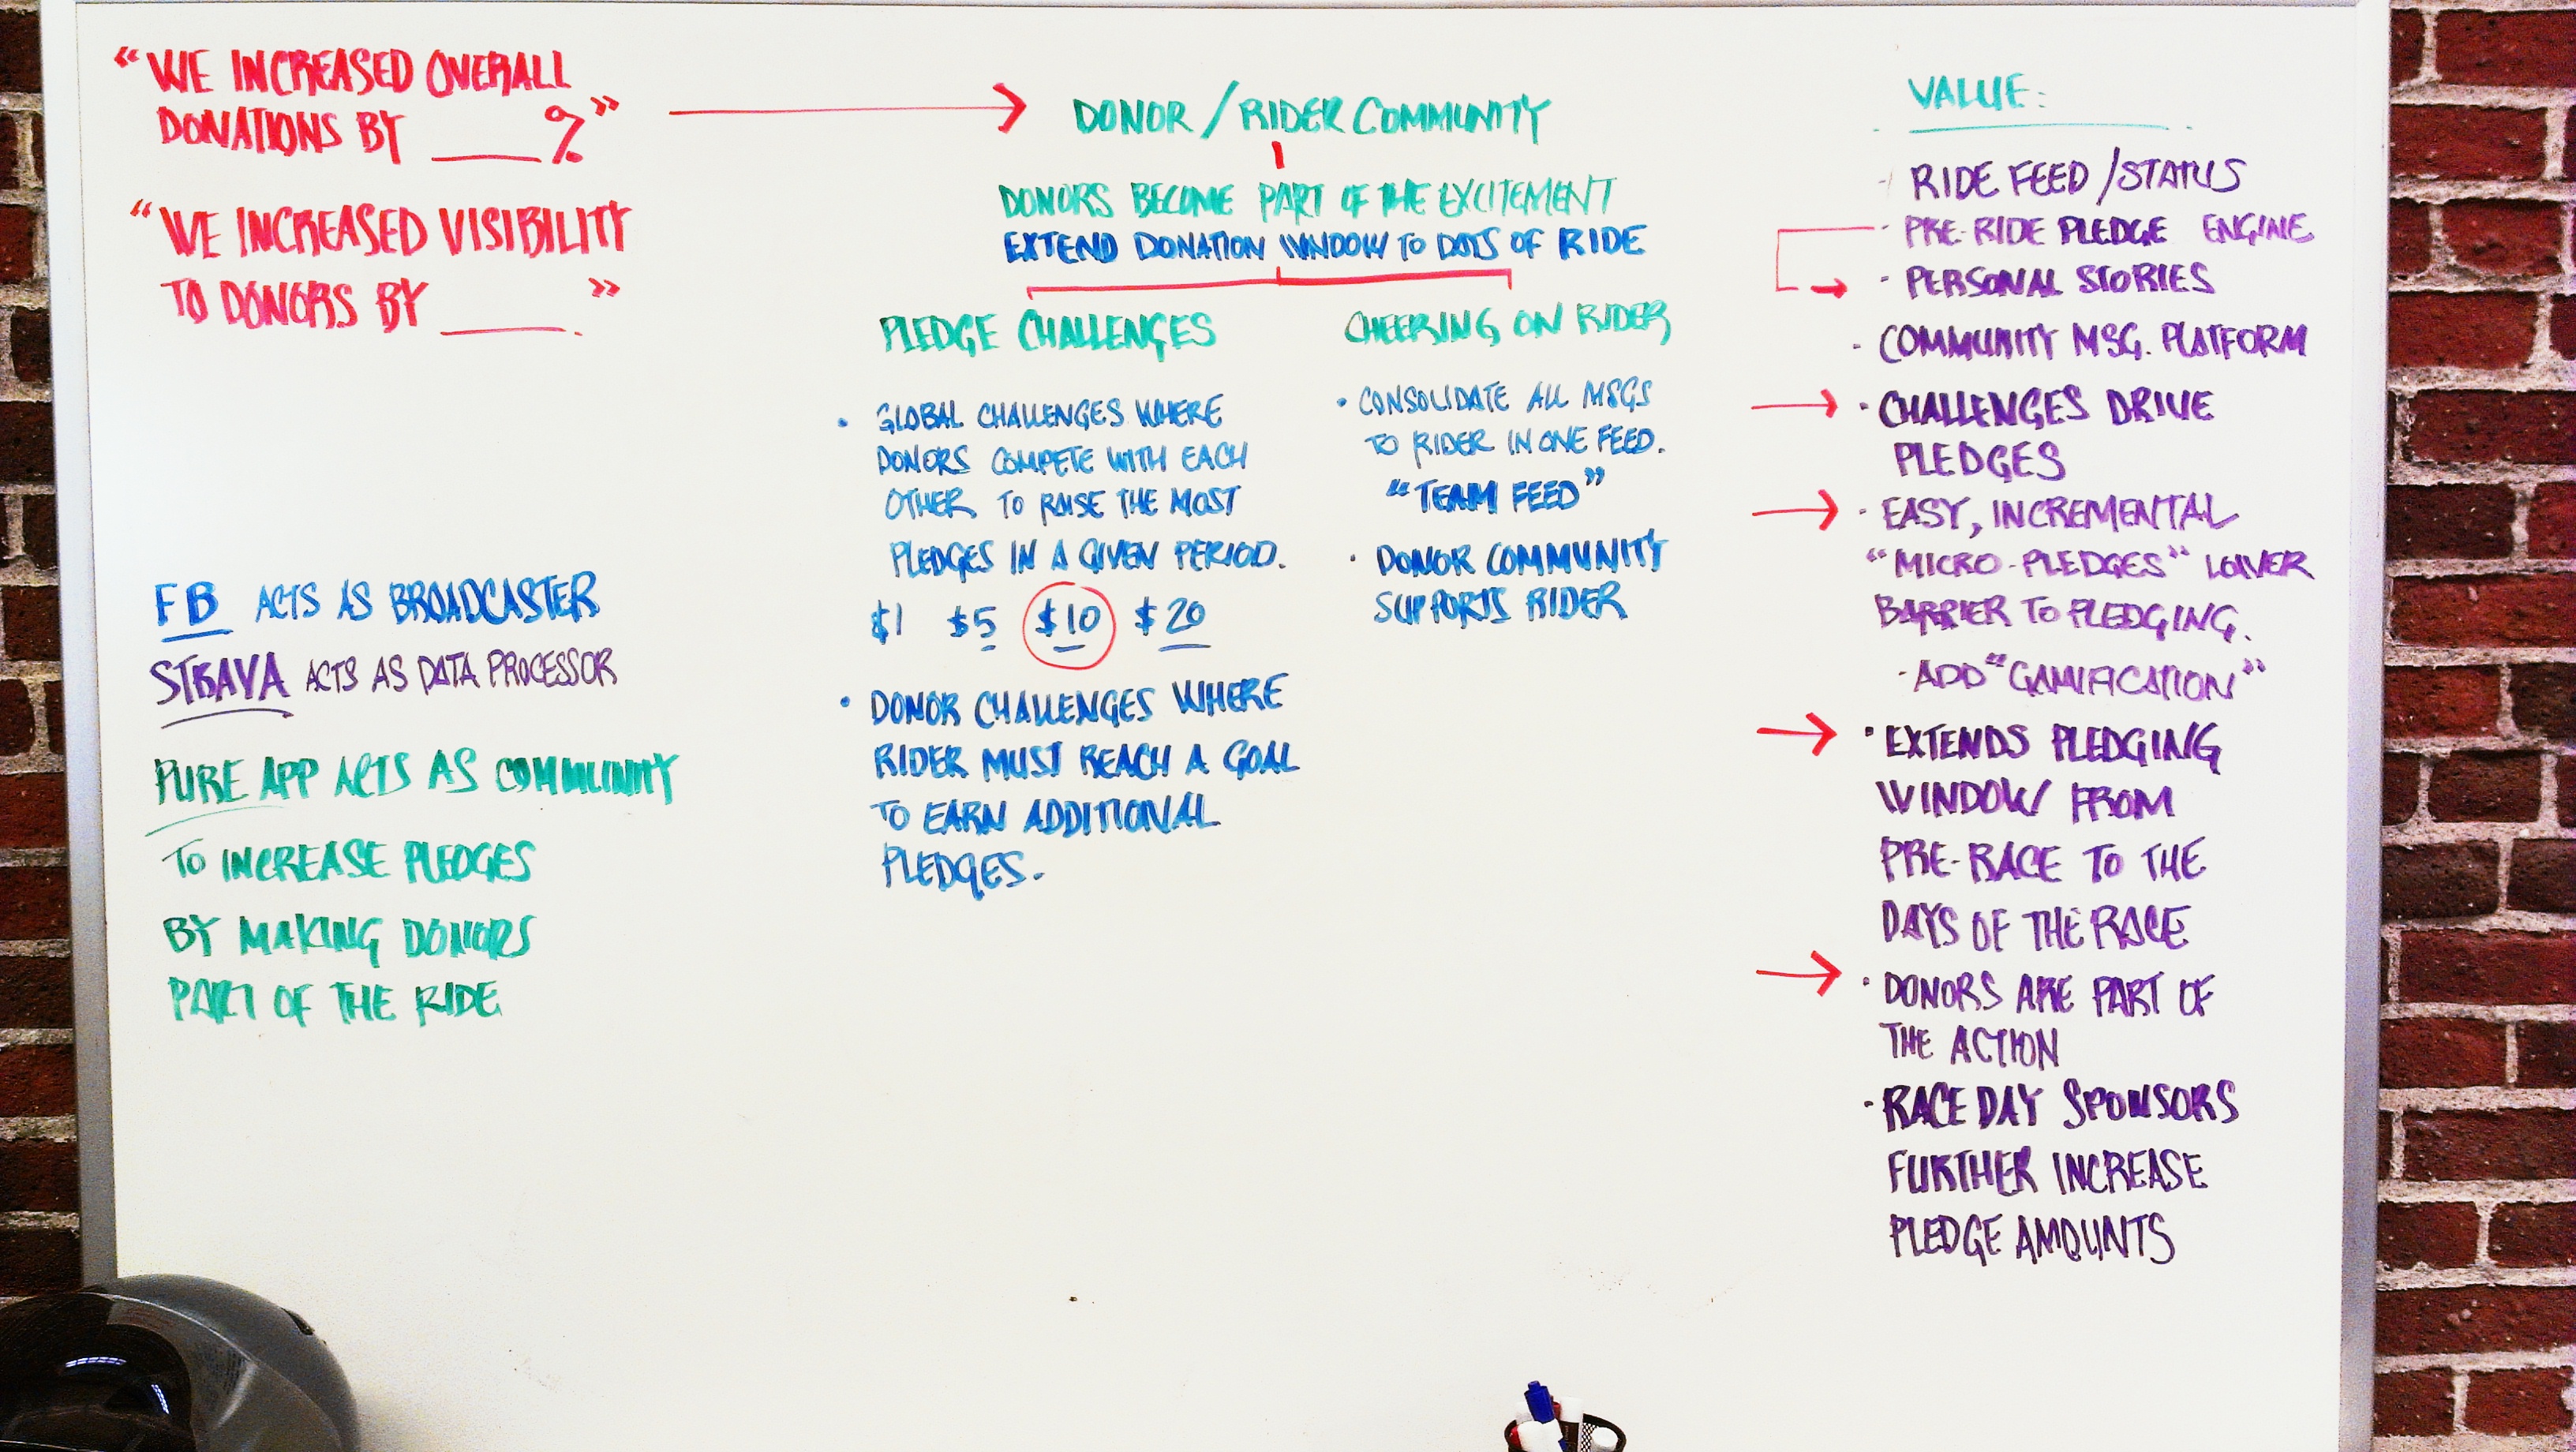 “WE INCREASED OVERALL
DONATIONS BY ____%”
“WE INCREASED VISIBILITY
TO DONORS BY ____.”
FB ACTS AS BROADCASTER
STRAVA ACTS AS DATA PROCESSOR
PURE APP ACTS AS COMMUNITY
TO INCREASE PLEDGES
BY MAKING DONORS
PART OF THE RIDE
DONOR / RIDER COMMUNITY
DONORS BECOME PART OF THE EXCITEMENT
EXTEND DONATION WINDOW TO DAYS OF RIDE
PLEDGE CHALLENGES
• GLOBAL CHALLENGES WHERE
DONORS COMPETE WITH EACH
OTHER TO RAISE THE MOST
PLEDGES IN A GIVEN PERIOD.
$1 $5 $10 $20
• DONOR CHALLENGES WHERE
RIDER MUST REACH A GOAL
TO EARN ADDITIONAL
PLEDGES.
CHEERING ON RIDER
• CONSOLIDATE ALL MSGS
TO RIDER IN ONE FEED.
“TEAM FEED”
• DONOR COMMUNITY
SUPPORTS RIDER
VALUE:
- RIDE FEED / STATUS
- PRE-RIDE PLEDGE ENGINE
- PERSONAL STORIES
- COMMUNITY MSG. PLATFORM
• CHALLENGES DRIVE
PLEDGES
- EASY, INCREMENTAL
“MICRO-PLEDGES” LOWER
BARRIER TO PLEDGING.
- ADD “GAMIFICATION”
• EXTENDS PLEDGING
WINDOW FROM
PRE-RACE TO THE
DAYS OF THE RACE
• DONORS ARE PART OF
THE ACTION
- RACE DAY SPONSORS
FURTHER INCREASE
PLEDGE AMOUNTS